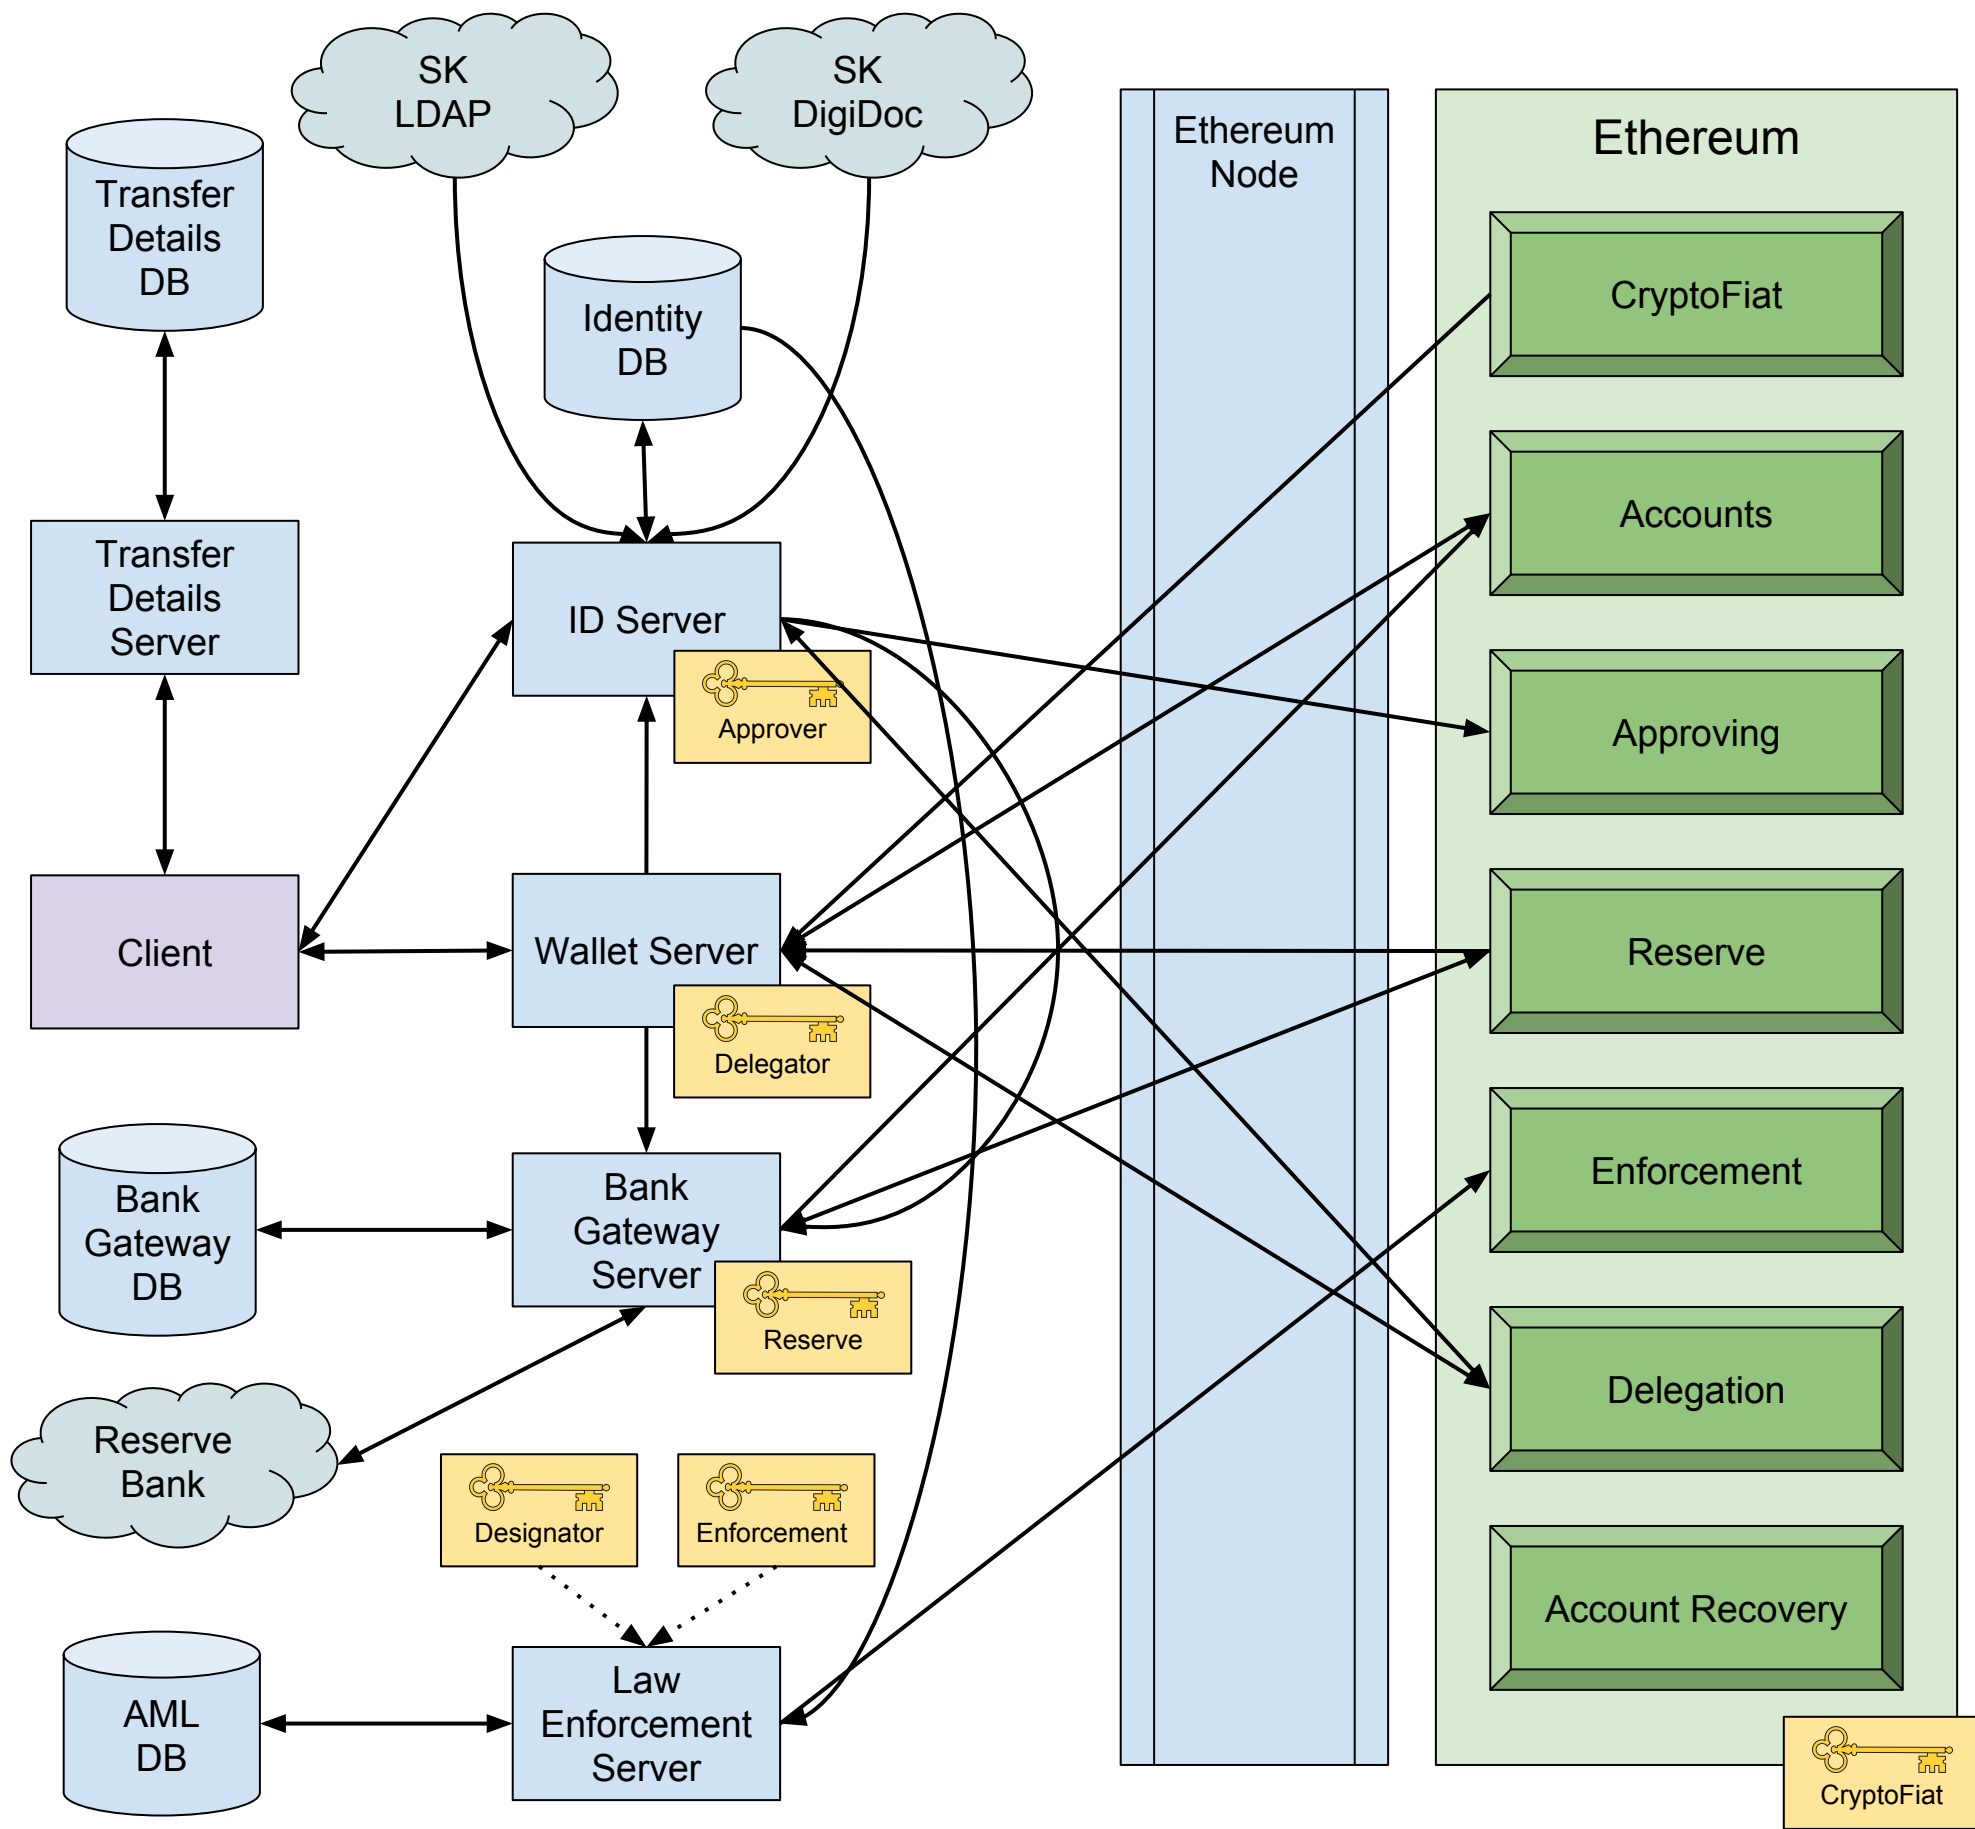 SK
LDAP
SK
DigiDoc
Transfer
Details
DB
Identity
DB
Ethereum
Node
Ethereum
CryptoFiat
Accounts
Transfer
Details
Server
ID Server
Approver
Approving
Client
Wallet Server
Delegator
Reserve
Bank
Gateway
DB
Bank
Gateway
Server
Reserve
Enforcement
Reserve
Bank
Designator
Enforcement
Delegation
Account Recovery
AML
DB
Law
Enforcement
Server
CryptoFiat